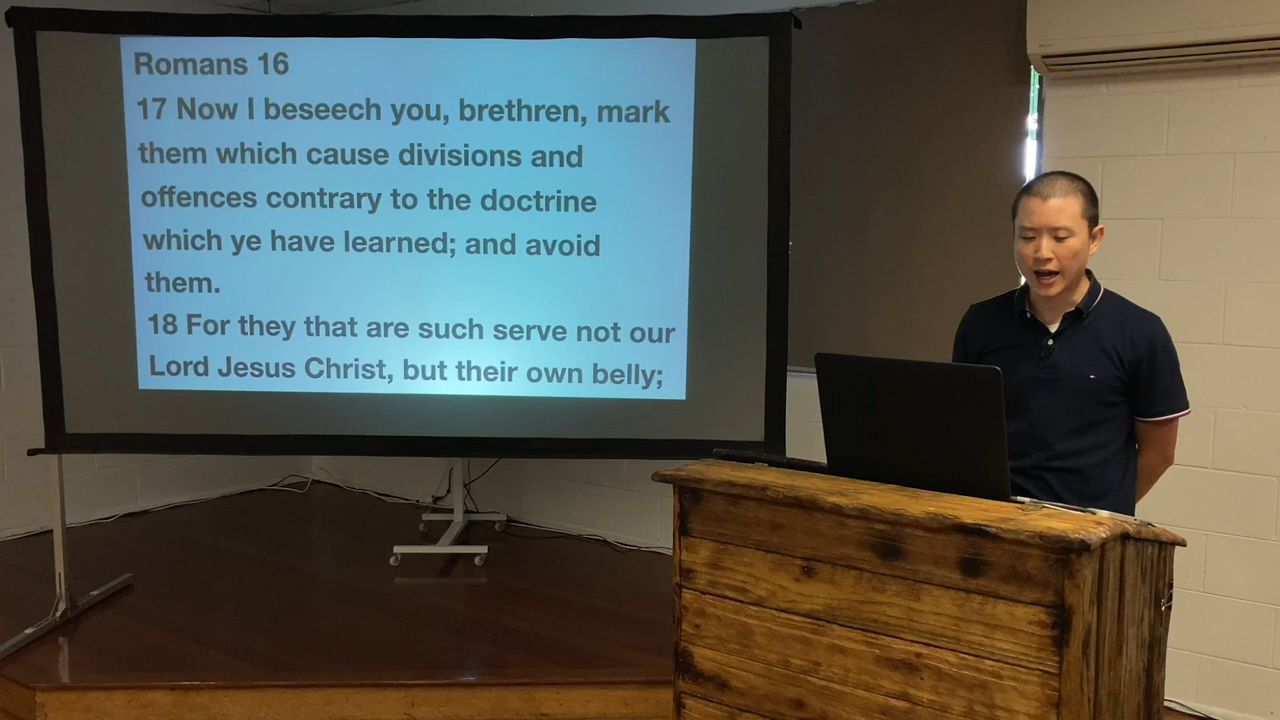 Romans 16
17 Now I beseech you, brethren, mark
them which cause divisions and
offences contrary to the doctrine
which ye have learned; and avoid
them.
18 For they that are such serve not our
Lord Jesus Christ, but their own belly;